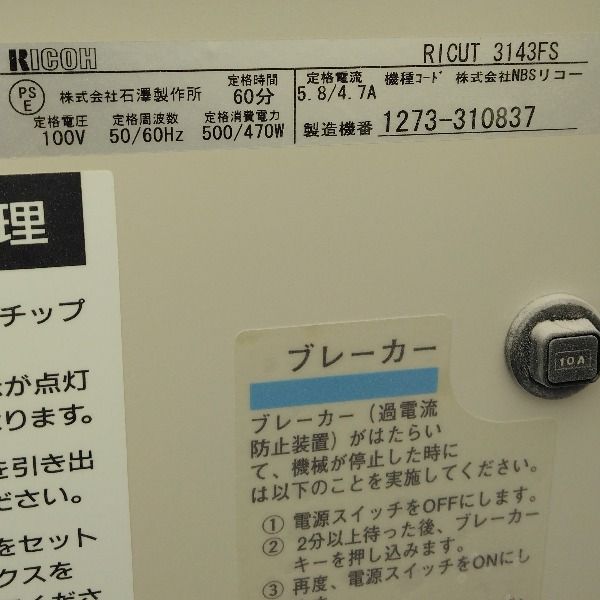 RICOH
RICUT 3143FS
PS
E
株式会社石澤製作所
定格時間
60分
定格電流
5.8/4.7A
機種コード
株式会社NBSリコー
定格電圧
100V
定格周波数
50/60Hz
定格消費電力
500/470W
製造機番
1273-310837
理
チップ
が点灯
ります。
を引き出
ださい。
をセット
クスを
ください
10A
ブレーカー
ブレーカー（過電流
防止装置）がはたらい
て、機械が停止した時に
は以下のことを実施してください。
① 電源スイッチをOFFにします。
② 2分以上待った後、ブレーカー
キーを押し込みます。
③ 再度、電源スイッチをONにし